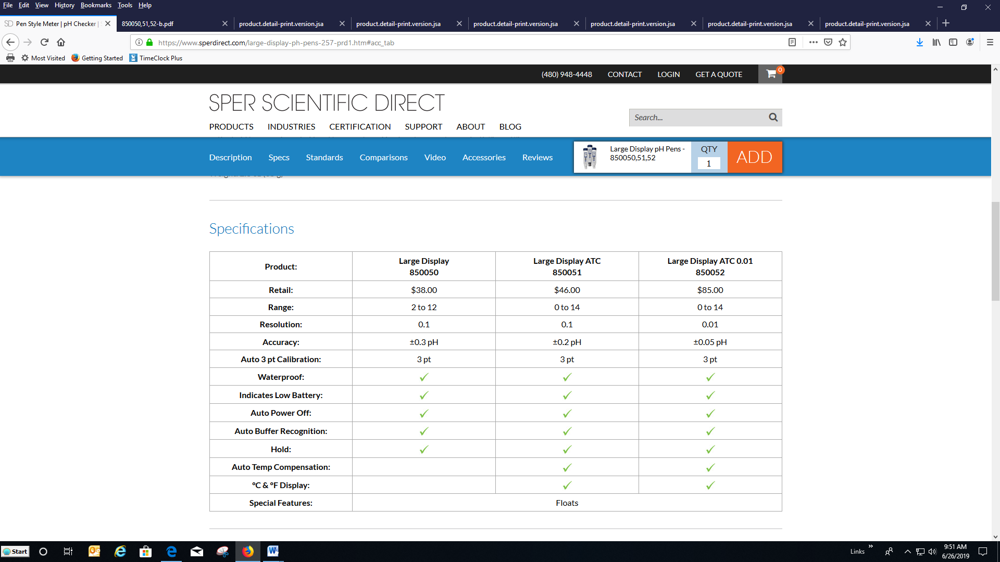 File Edit View History Bookmarks Tools Help
Pen Style Meter | pH Checker |
850050,51,52-b.pdf
product.detail-print.version.jsa
product.detail-print.version.jsa
product.detail-print.version.jsa
product.detail-print.version.jsa
product.detail-print.version.jsa
product.detail-print.version.jsa
https://www.sperdirect.com/large-display-ph-pens-257-prd1.htm#acc_tab
Most Visited Getting Started TimeClock Plus
(480) 948-4448 CONTACT LOGIN GET A QUOTE 0
SPER SCIENTIFIC DIRECT
Search...
PRODUCTS INDUSTRIES CERTIFICATION SUPPORT ABOUT BLOG
Description Specs Standards Comparisons Video Accessories Reviews
Large Display pH Pens -
850050,51,52
QTY
1
ADD
Specifications
Product: Large Display 850050 Large Display ATC 850051 Large Display ATC 0.01 850052
Retail: $38.00 $46.00 $85.00
Range: 2 to 12 0 to 14 0 to 14
Resolution: 0.1 0.1 0.01
Accuracy: ±0.3 pH ±0.2 pH ±0.05 pH
Auto 3 pt Calibration: 3 pt 3 pt 3 pt
Waterproof: ✓ ✓ ✓
Indicates Low Battery: ✓ ✓ ✓
Auto Power Off: ✓ ✓ ✓
Auto Buffer Recognition: ✓ ✓ ✓
Hold: ✓ ✓ ✓
Auto Temp Compensation: ✓ ✓
°C & °F Display: ✓ ✓
Special Features: Floats
Start
Links
9:51 AM
6/26/2019